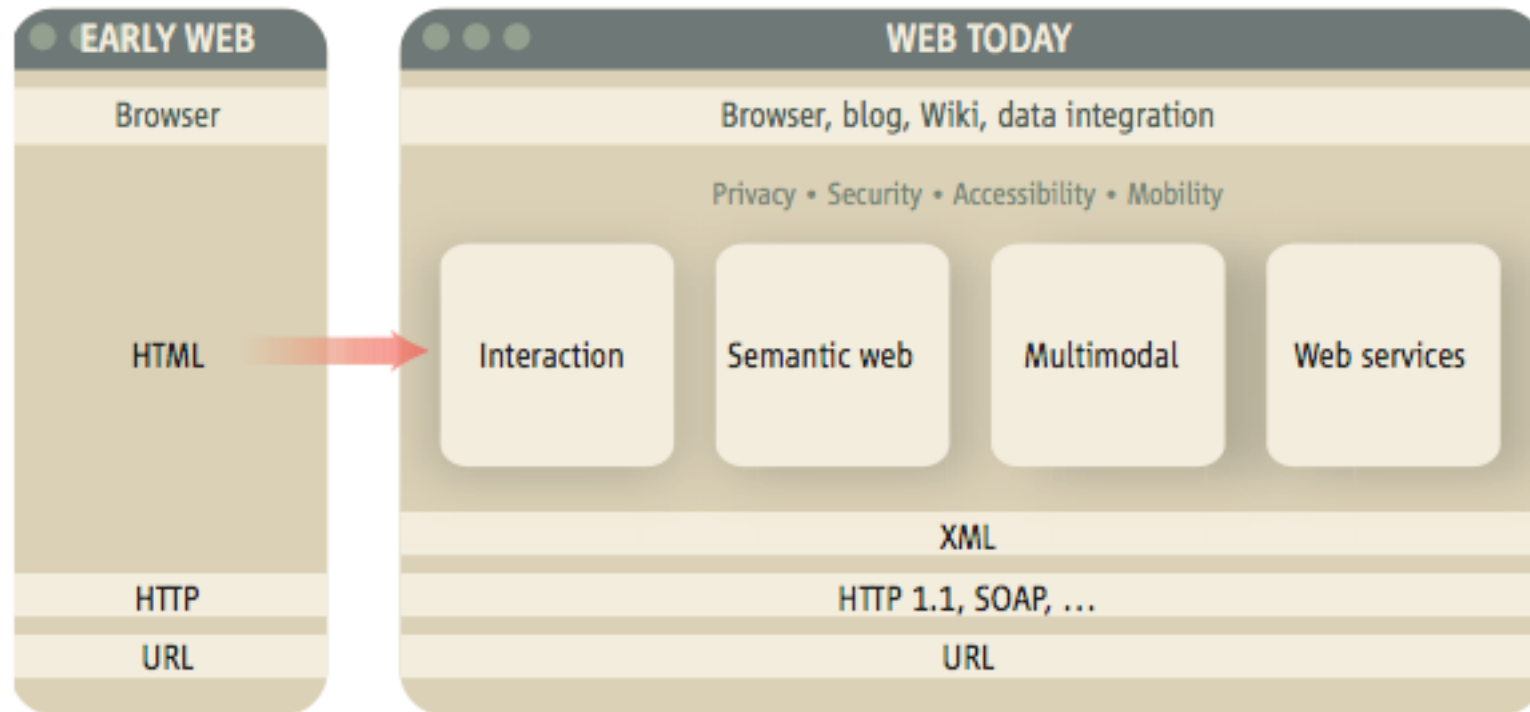 EARLY WEB
Browser
HTML
HTTP
URL
WEB TODAY
Browser, blog, Wiki, data integration
Privacy • Security • Accessibility • Mobility
Interaction
Semantic web
Multimodal
Web services
XML
HTTP 1.1, SOAP, ...
URL